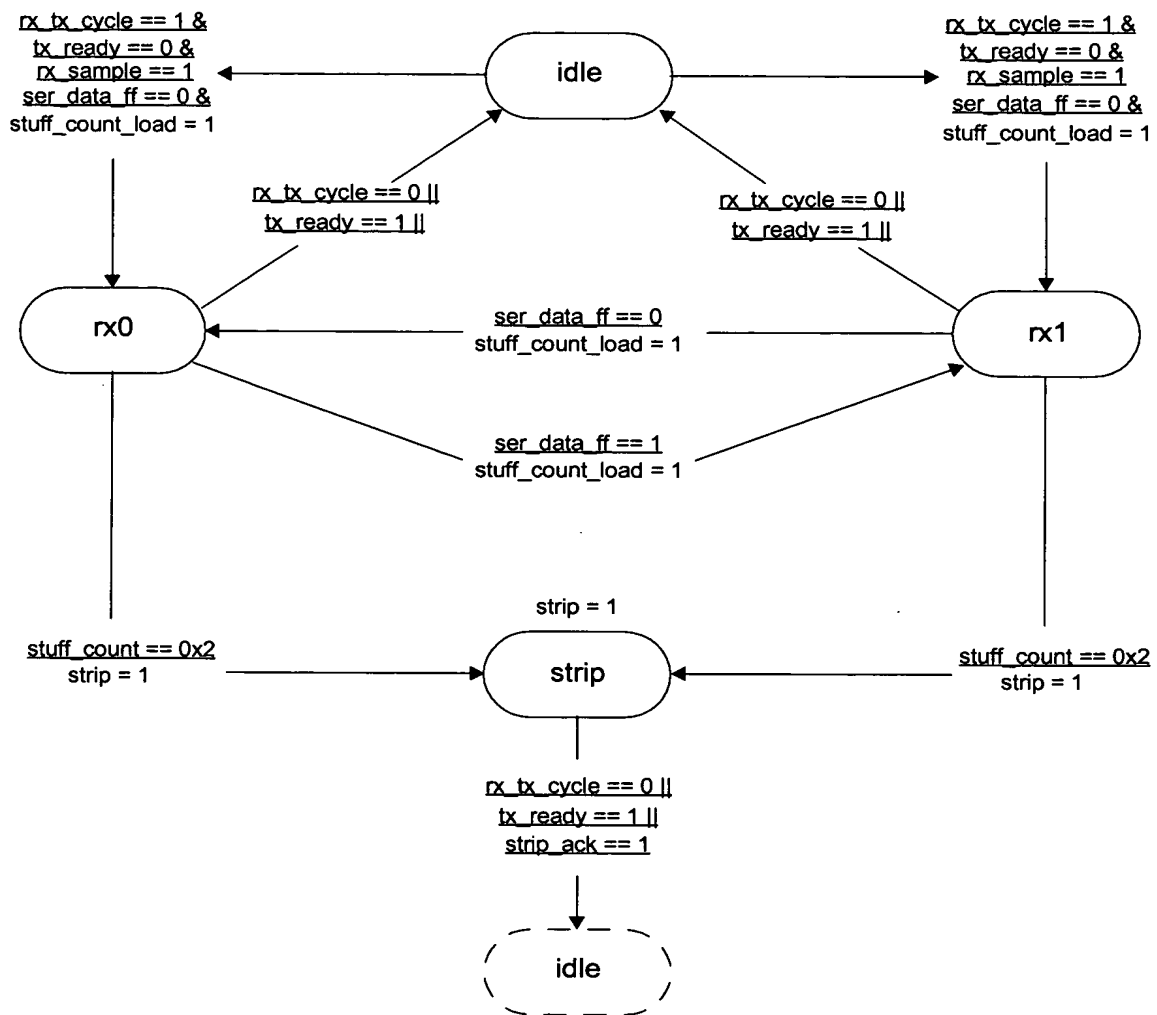 rx_tx_cycle == 1 &
tx_ready == 0 &
rx_sample == 1
ser_data_ff == 0 &
stuff_count_load = 1
idle
rx_tx_cycle == 1 &
tx_ready == 0 &
rx_sample == 1
ser_data_ff == 0 &
stuff_count_load = 1
rx_tx_cycle == 0 ||
tx_ready == 1 ||
rx_tx_cycle == 0 ||
tx_ready == 1 ||
rx0
ser_data_ff == 0
stuff_count_load = 1
rx1
ser_data_ff == 1
stuff_count_load = 1
stuff_count == 0x2
strip = 1
strip = 1
strip
stuff_count == 0x2
strip = 1
rx_tx_cycle == 0 ||
tx_ready == 1 ||
strip_ack == 1
idle